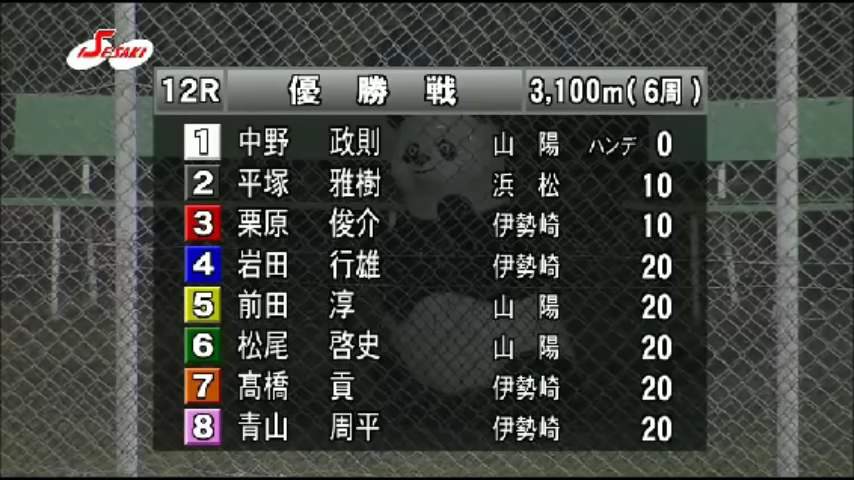 ISESAKI
12R 優勝戦 3,100m(6周)
1 中野 政則 山陽 ハンデ 0
2 平塚 雅樹 浜松 10
3 栗原 俊介 伊勢崎 10
4 岩田 行雄 伊勢崎 20
5 前田 淳 山陽 20
6 松尾 啓史 山陽 20
7 髙橋 貢 伊勢崎 20
8 青山 周平 伊勢崎 20